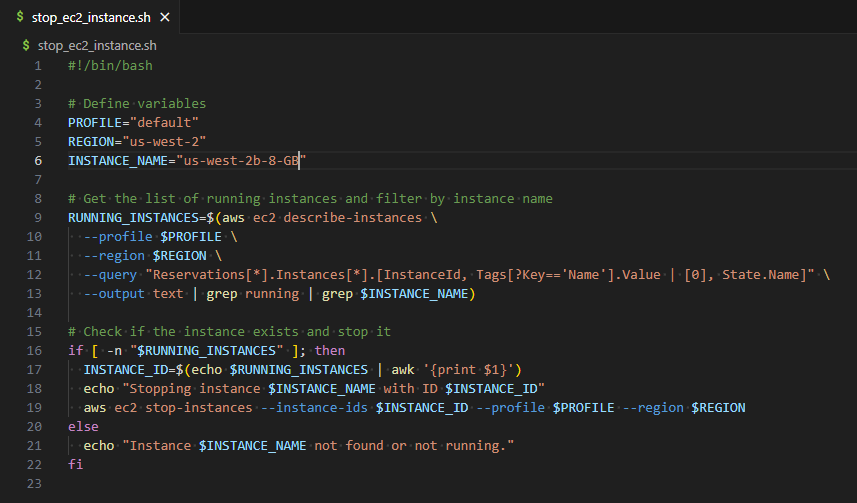 $ stop_ec2_instance.sh ×
$ stop_ec2_instance.sh
1 #!/bin/bash
2
3 # Define variables
4 PROFILE="default"
5 REGION="us-west-2"
6 INSTANCE_NAME="us-west-2b-8-GB"
7
8 # Get the list of running instances and filter by instance name
9 RUNNING_INSTANCES=$(aws ec2 describe-instances \
10   --profile $PROFILE \
11   --region $REGION \
12   --query "Reservations[*].Instances[*].[InstanceId, Tags[?Key=='Name'].Value | [0], State.Name]" \
13   --output text | grep running | grep $INSTANCE_NAME)
14
15 # Check if the instance exists and stop it
16 if [ -n "$RUNNING_INSTANCES" ]; then
17   INSTANCE_ID=$(echo $RUNNING_INSTANCES | awk '{print $1}')
18   echo "Stopping instance $INSTANCE_NAME with ID $INSTANCE_ID"
19   aws ec2 stop-instances --instance-ids $INSTANCE_ID --profile $PROFILE --region $REGION
20 else
21   echo "Instance $INSTANCE_NAME not found or not running."
22 fi
23